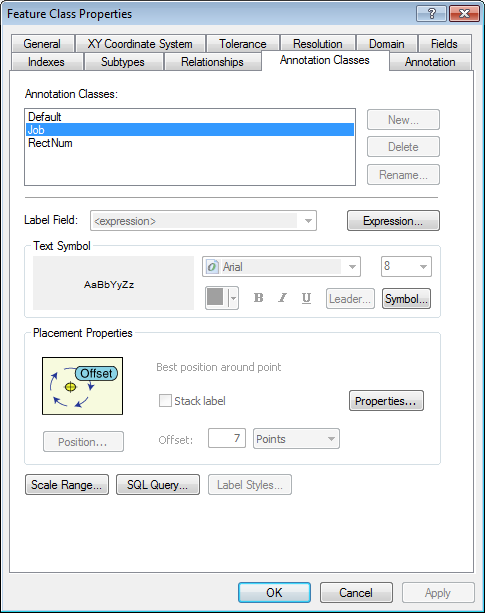 Feature Class Properties
General XY Coordinate System Tolerance Resolution Domain Fields
Indexes Subtypes Relationships Annotation Classes Annotation
Annotation Classes:
Default
Job
RectNum
New...
Delete
Rename...
Label Field: <expression> Expression...
Text Symbol
AaBbYyZz
Arial 8
B I U Leader... Symbol...
Placement Properties
Offset
Best position around point
Stack label Properties...
Position... Offset: 7 Points
Scale Range... SQL Query... Label Styles...
OK Cancel Apply